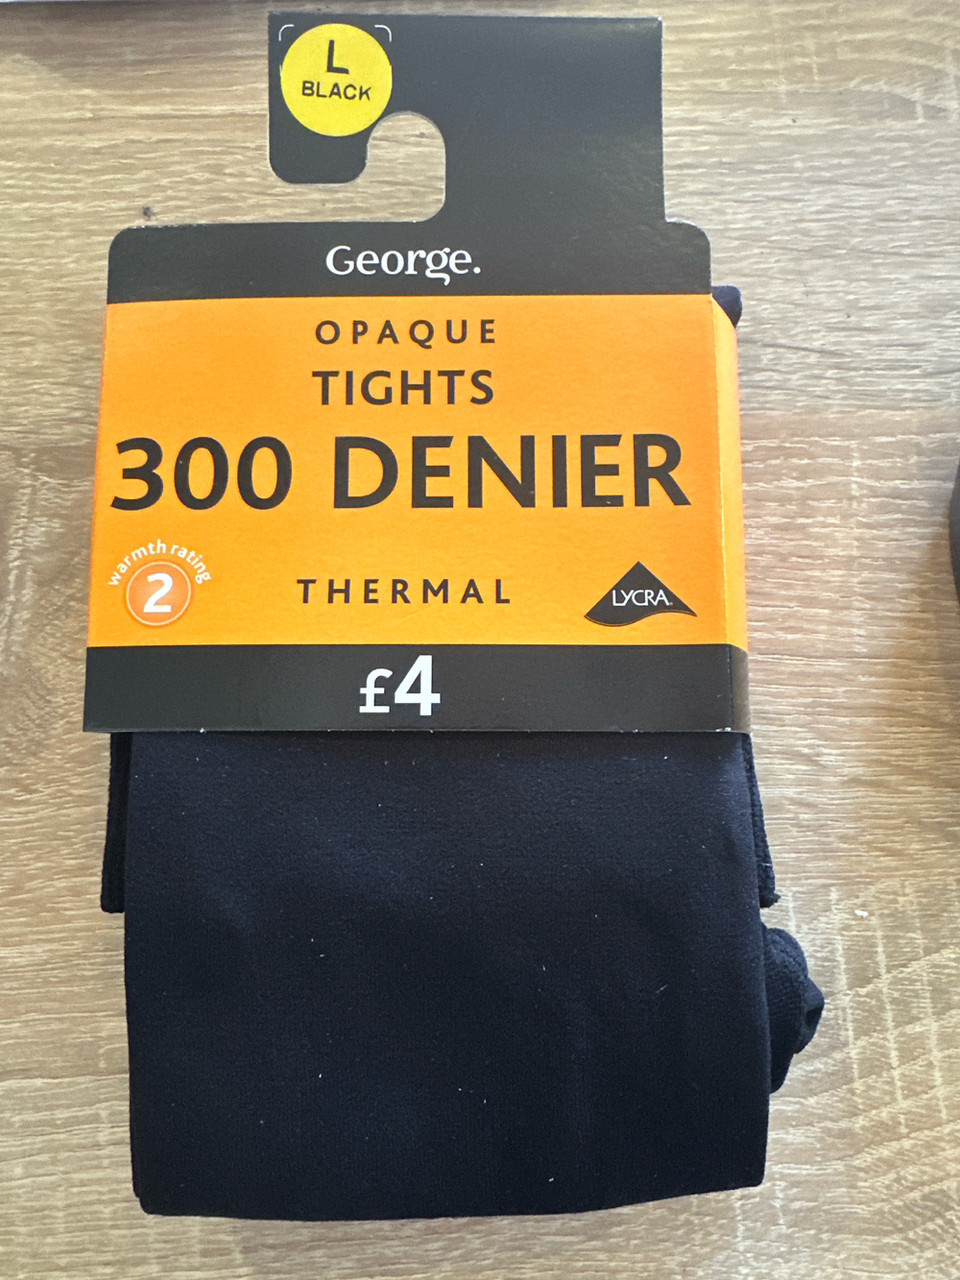 L
BLACK
George.
OPAQUE
TIGHTS
300 DENIER
warmth rating
2
THERMAL
LYCRA®
£4